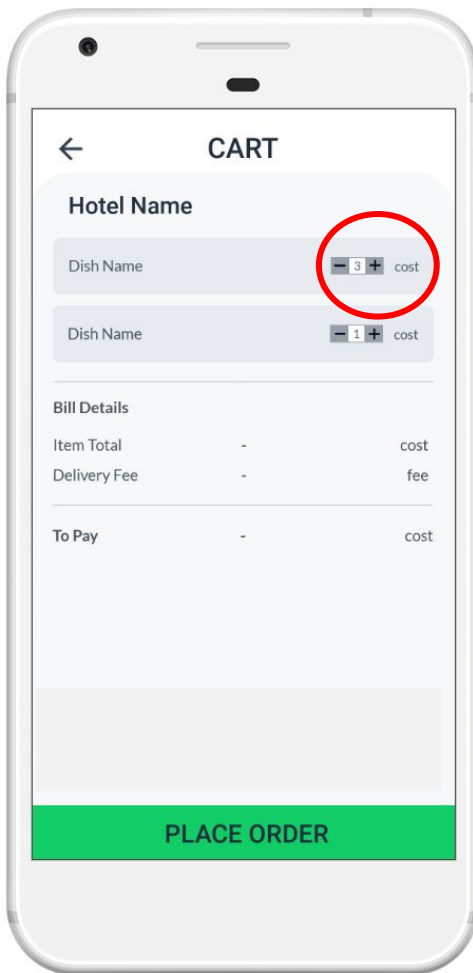 CART
Hotel Name
Dish Name - 3 + cost
Dish Name - 1 + cost
Bill Details
Item Total - cost
Delivery Fee - fee
To Pay - cost
PLACE ORDER